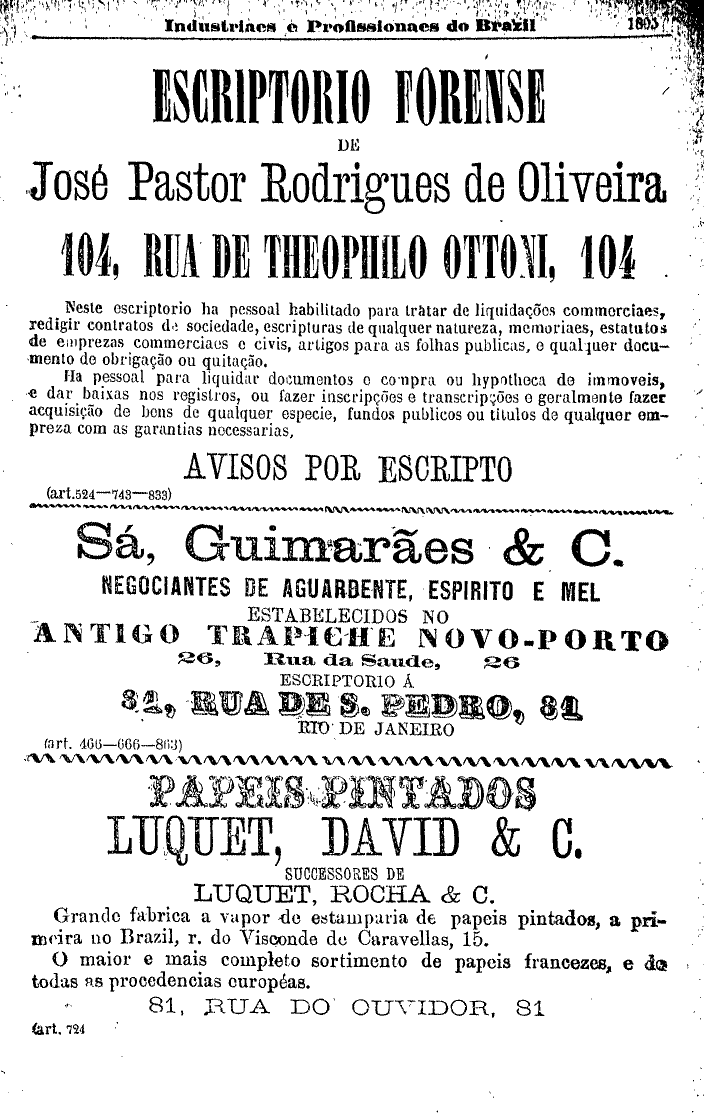 Industriaes e Profissionaes do Brazil
ESCRIPTORIO FORENSE
DE
José Pastor Rodrigues de Oliveira
104, RUA DE THEOPHILO OTTONI, 104
Neste escriptorio ha pessoal habilitado para tratar de liquidações commerciaes,
redigir contratos de sociedade, escripturas de qualquer natureza, memoriaes, estatutos
de emprezas commerciaes e civis, artigos para as folhas publicas, e qualquer docu-
mento de obrigação ou quitação.
Ha pessoal para liquidar documentos e compra ou hypotheca de immoveis,
e dar baixas nos registros, ou fazer inscripções e transcripções e geralmente fazer
acquisição de bens de qualquer especie, fundos publicos ou titulos de qualquer em-
preza com as garantias necessarias,
AVISOS POR ESCRIPTO
(art.524—743—833)
Sá, Guimarães & C.
NEGOCIANTES DE AGUARDENTE, ESPIRITO E MEL
ESTABELECIDOS NO
ANTIGO TRAPICHE NOVO-PORTO
26, Rua da Saude, 26
ESCRIPTORIO Á
81, RUA DE S. PEDRO, 81
RIO DE JANEIRO
(art. 466—666—863)
PAPEIS PINTADOS
LUQUET, DAVID & C.
SUCCESSORES DE
LUQUET, ROCHA & C.
Grande fabrica a vapor de estamparia de papeis pintados, a pri-
meira no Brazil, r. do Visconde de Caravellas, 15.
O maior e mais completo sortimento de papeis francezes, e de
todas as procedencias européas.
81, RUA DO OUVIDOR, 81
(art. 724